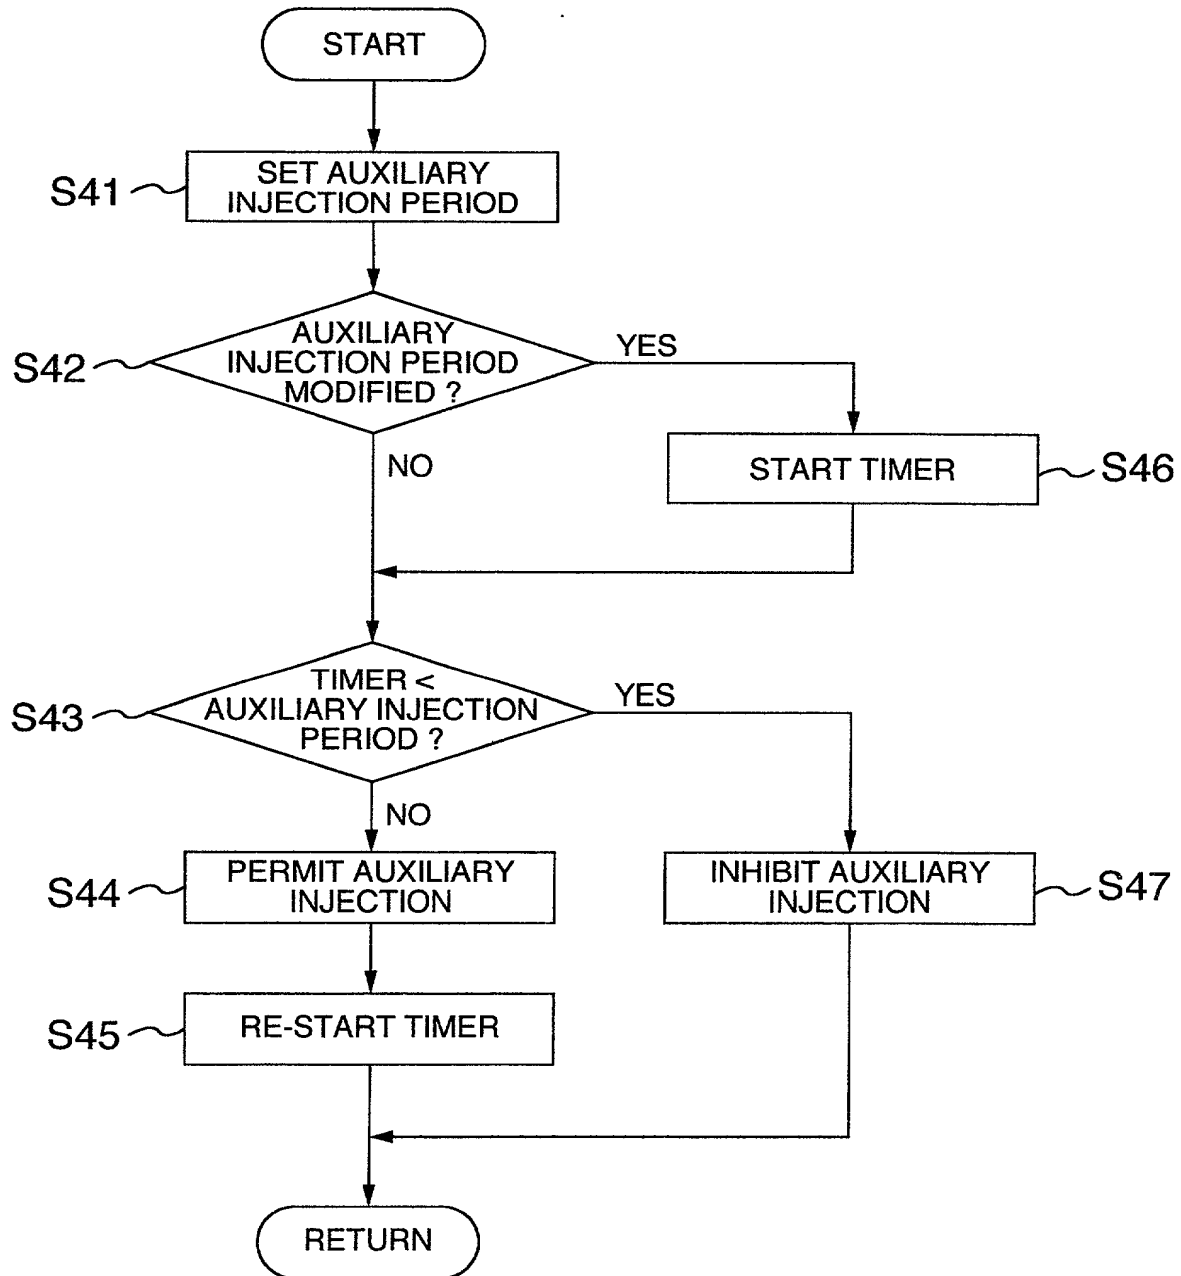 START
S41
SET AUXILIARY
INJECTION PERIOD
S42
AUXILIARY
INJECTION PERIOD
MODIFIED ?
YES
NO
START TIMER
S46
S43
TIMER <
AUXILIARY INJECTION
PERIOD ?
YES
NO
S44
PERMIT AUXILIARY
INJECTION
INHIBIT AUXILIARY
INJECTION
S47
S45
RE-START TIMER
RETURN